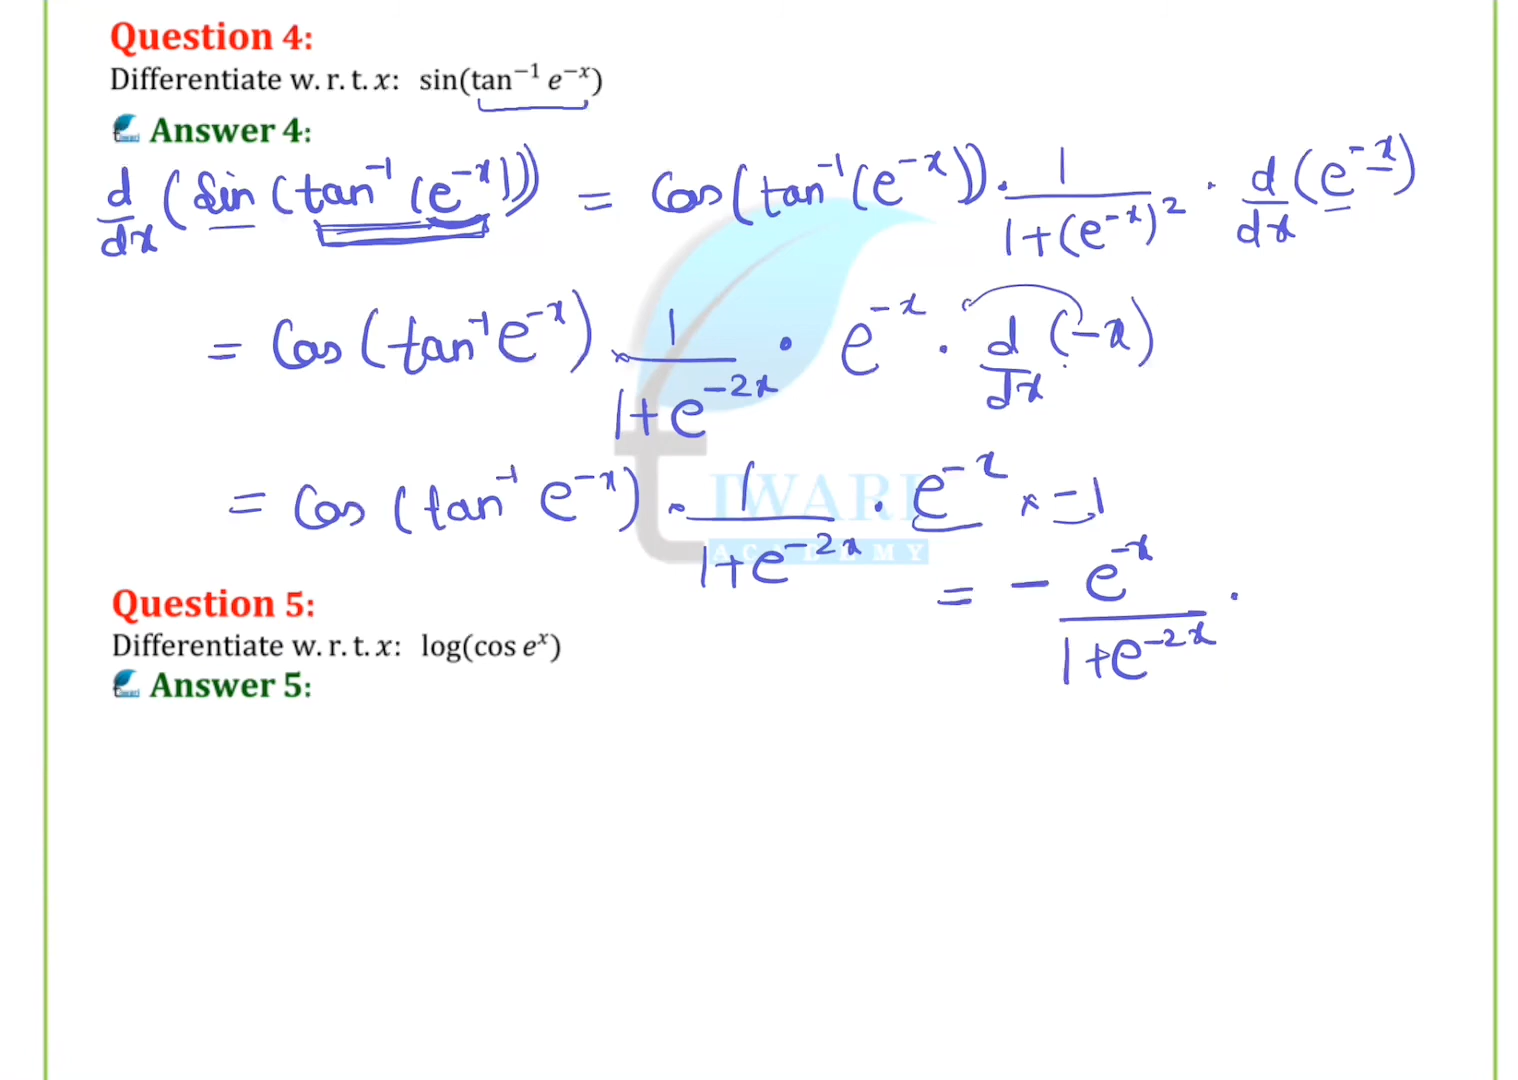 Question 4:
Differentiate w. r. t. x: sin(tan⁻¹ e⁻ˣ)
Answer 4:
d/dx (Sin (tan⁻¹ (e⁻ˣ))) = Cos(tan⁻¹(e⁻ˣ)) · 1/(1+(e⁻ˣ)²) · d/dx (e⁻ˣ)
= Cos(tan⁻¹e⁻ˣ) × 1/(1+e⁻²ˣ) · e⁻ˣ · d/dx (-x)
= Cos (tan⁻¹ e⁻ˣ) · 1/(1+e⁻²ˣ) · e⁻ˣ × -1
= - e⁻ˣ/(1+e⁻²ˣ) ·
TIWARI
ACADEMY
Question 5:
Differentiate w. r. t. x: log(cos eˣ)
Answer 5: